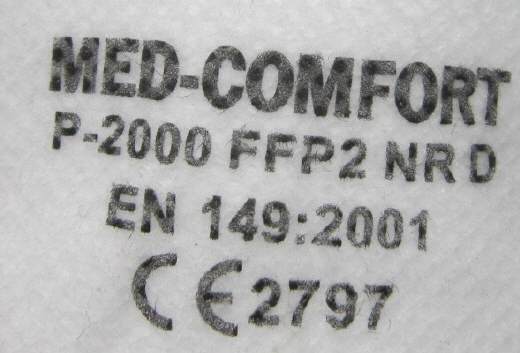 MED-COMFORT
P-2000 FFP2 NR D
EN 149:2001
CE 2797